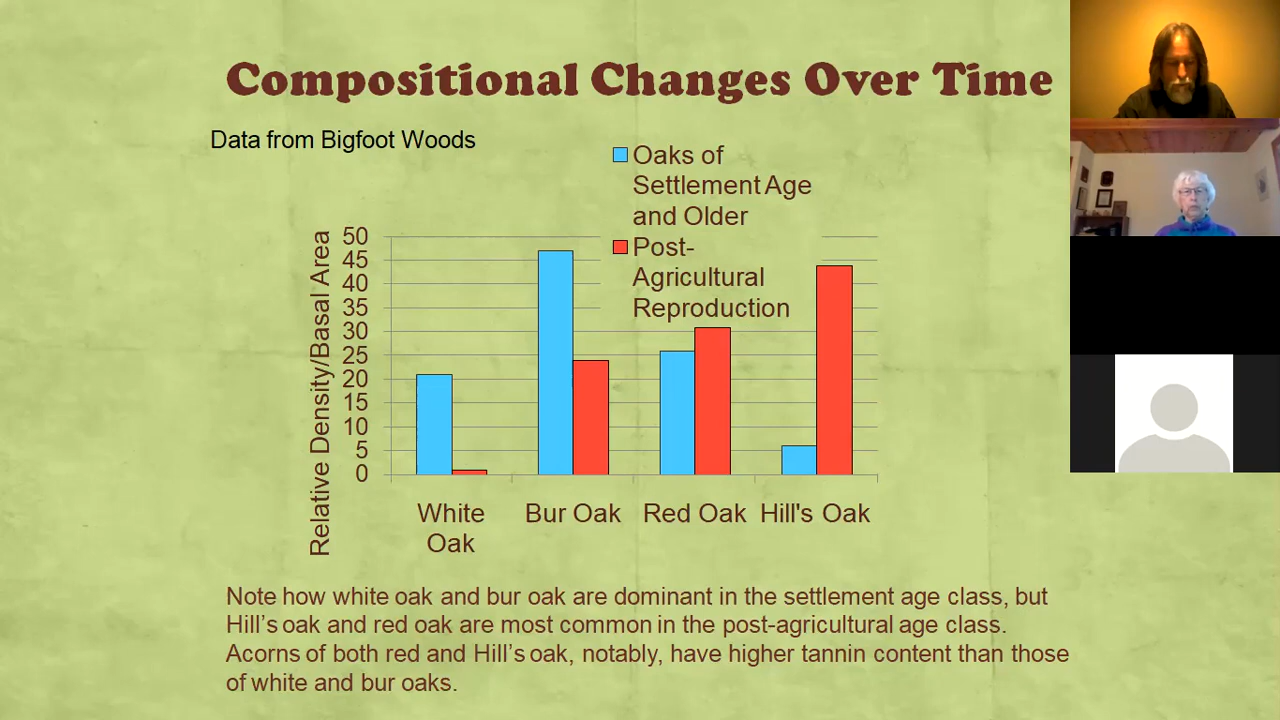 Compositional Changes Over Time
Data from Bigfoot Woods
Oaks of
Settlement Age
and Older
Post-
Agricultural
Reproduction
Relative Density/Basal Area
50
45
40
35
30
25
20
15
10
5
0
White
Oak
Bur Oak
Red Oak
Hill's Oak
Note how white oak and bur oak are dominant in the settlement age class, but
Hill’s oak and red oak are most common in the post-agricultural age class.
Acorns of both red and Hill’s oak, notably, have higher tannin content than those
of white and bur oaks.